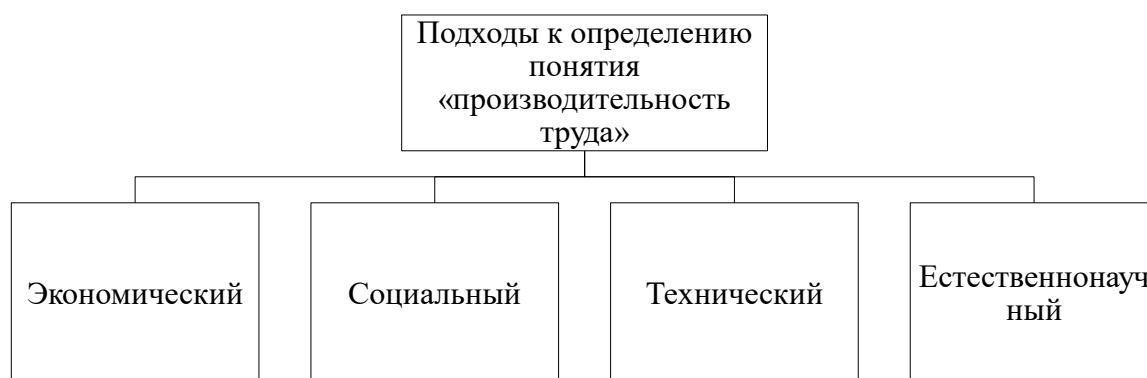 Подходы к определению
понятия
«производительность
труда»
Экономический
Социальный
Технический
Естественнонауч
ный